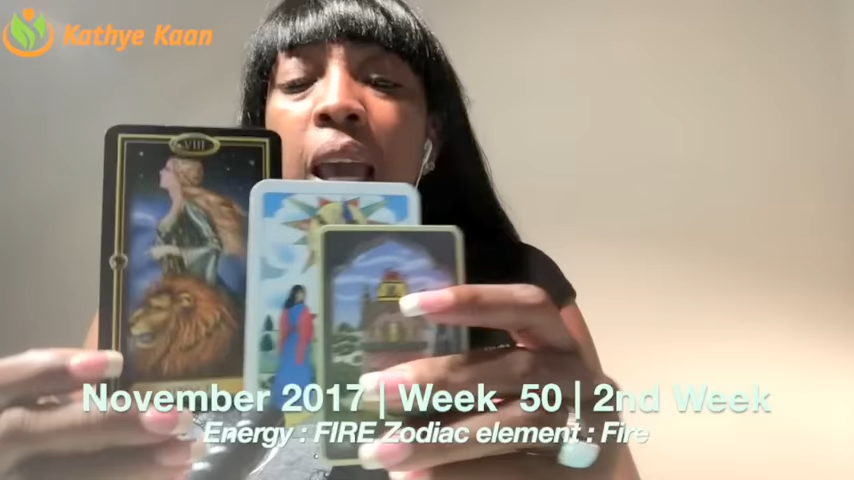 Kathye Kaan
VIII
November 2017 | Week 50 | 2nd Week
Energy : FIRE Zodiac element : Fire